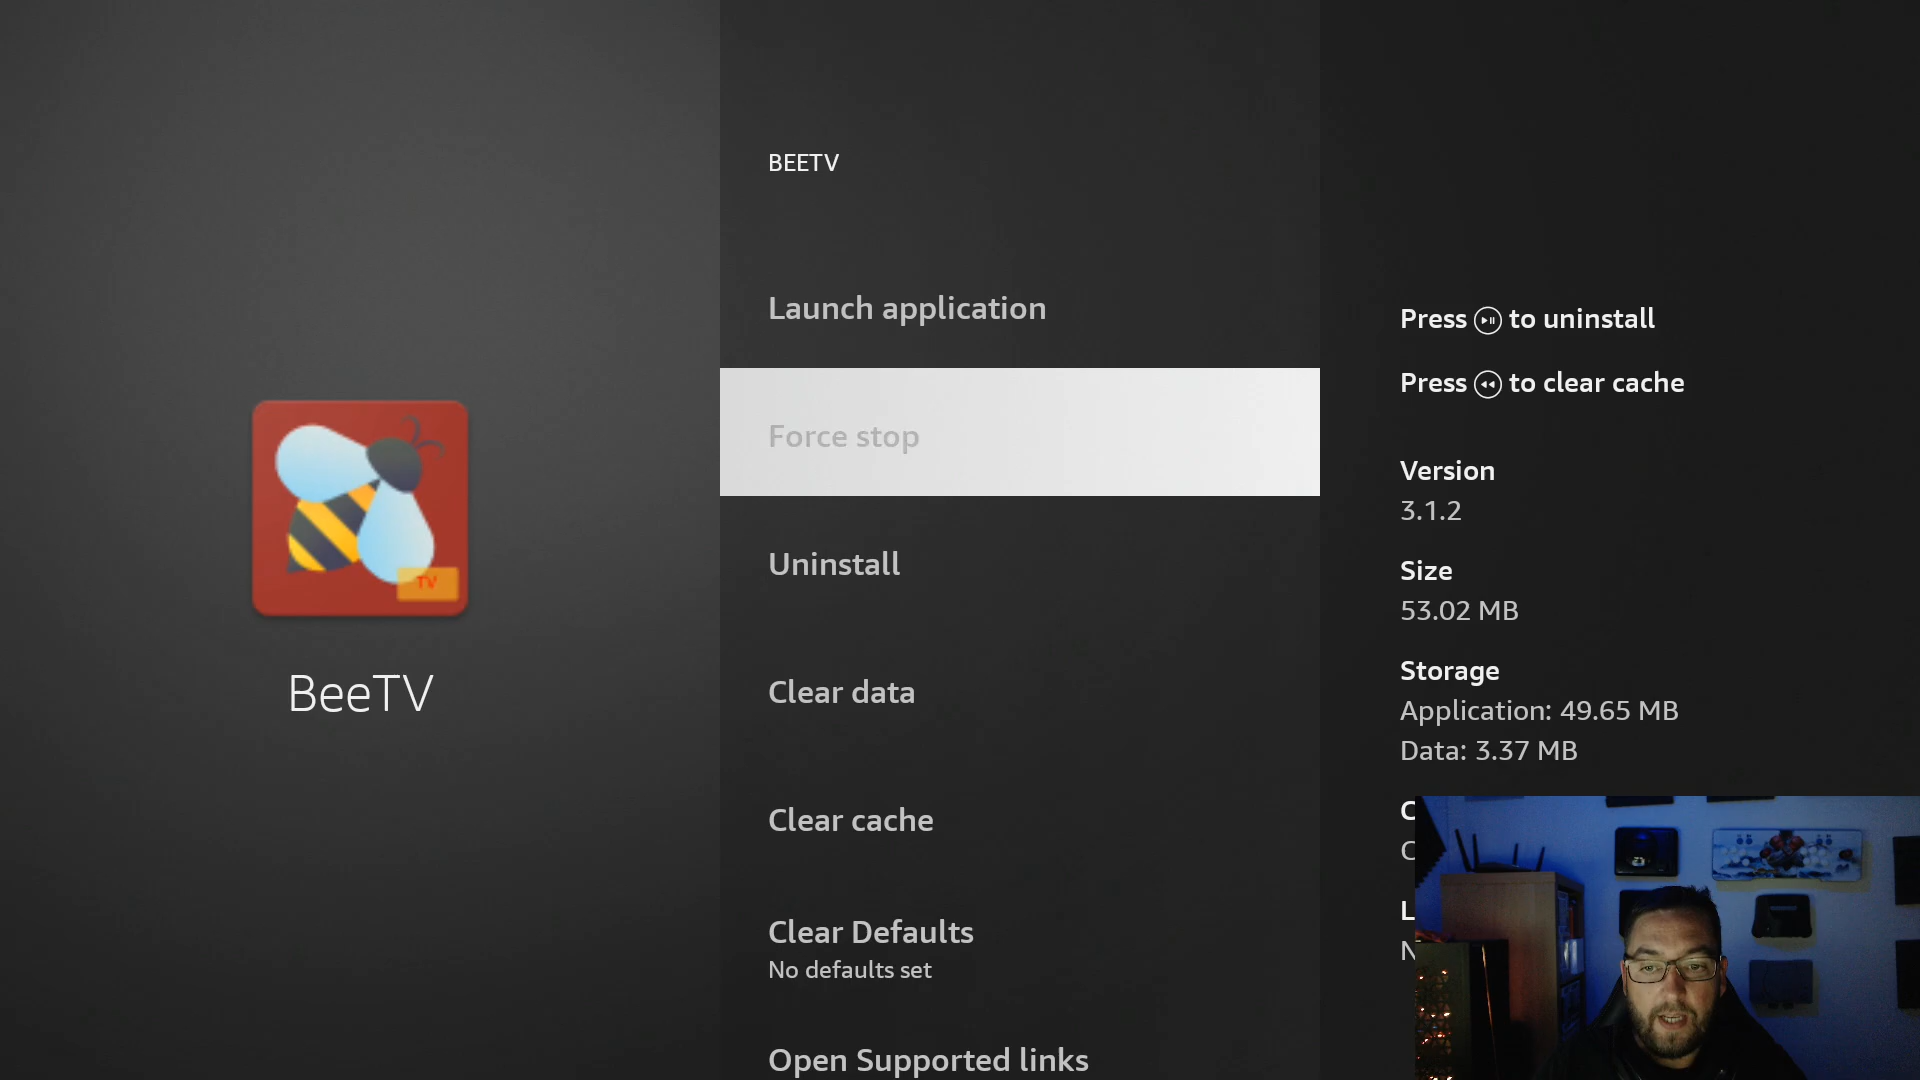 BEETV
Launch application
Force stop
Uninstall
Clear data
Clear cache
Clear Defaults
No defaults set
Open Supported links
TV
BeeTV
Press to uninstall
Press to clear cache
Version
3.1.2
Size
53.02 MB
Storage
Application: 49.65 MB
Data: 3.37 MB